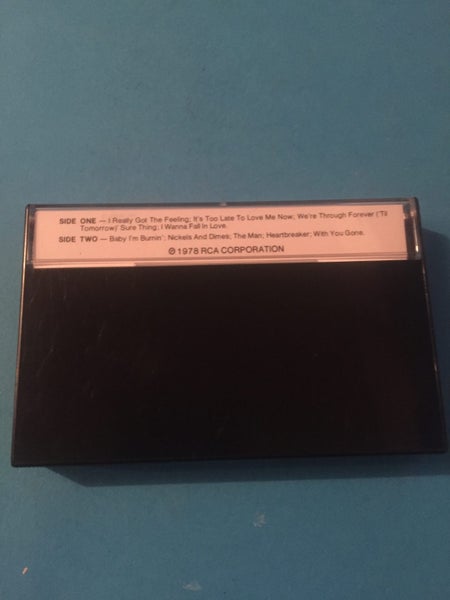 SIDE ONE — I Really Got The Feeling; It's Too Late To Love Me Now; We're Through Forever ('Til
Tomorrow)' Sure Thing; I Wanna Fall In Love.
SIDE TWO — Baby I'm Burnin'; Nickels And Dimes; The Man; Heartbreaker; With You Gone.
℗ 1978 RCA CORPORATION